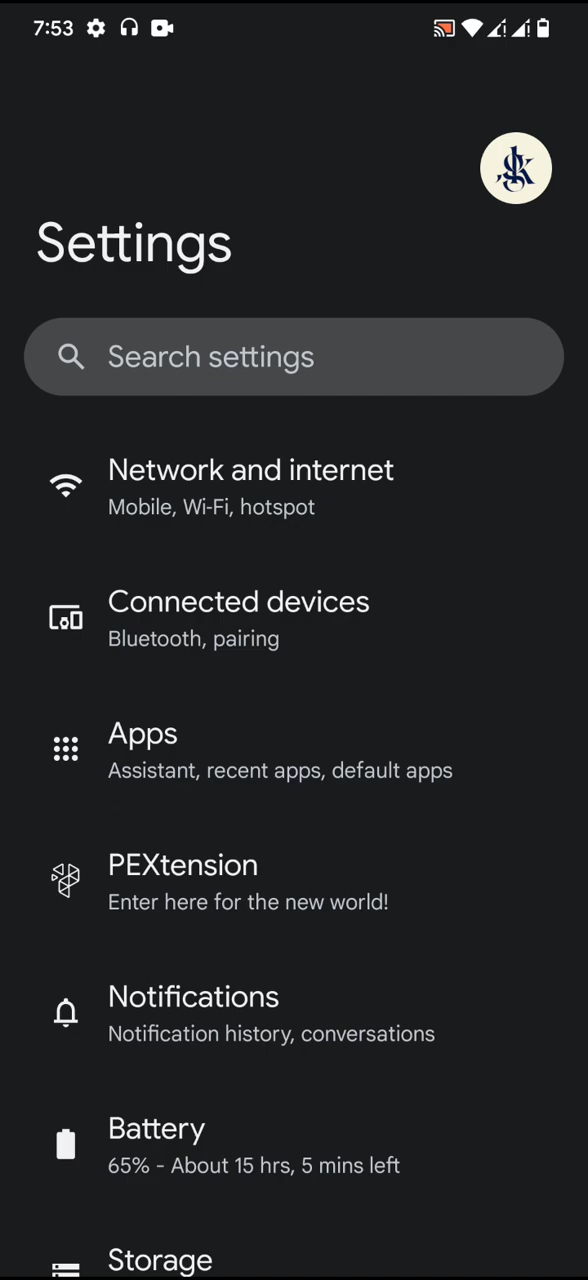 7:53
Settings
Search settings
Network and internet
Mobile, Wi-Fi, hotspot
Connected devices
Bluetooth, pairing
Apps
Assistant, recent apps, default apps
PEXtension
Enter here for the new world!
Notifications
Notification history, conversations
Battery
65% - About 15 hrs, 5 mins left
Storage